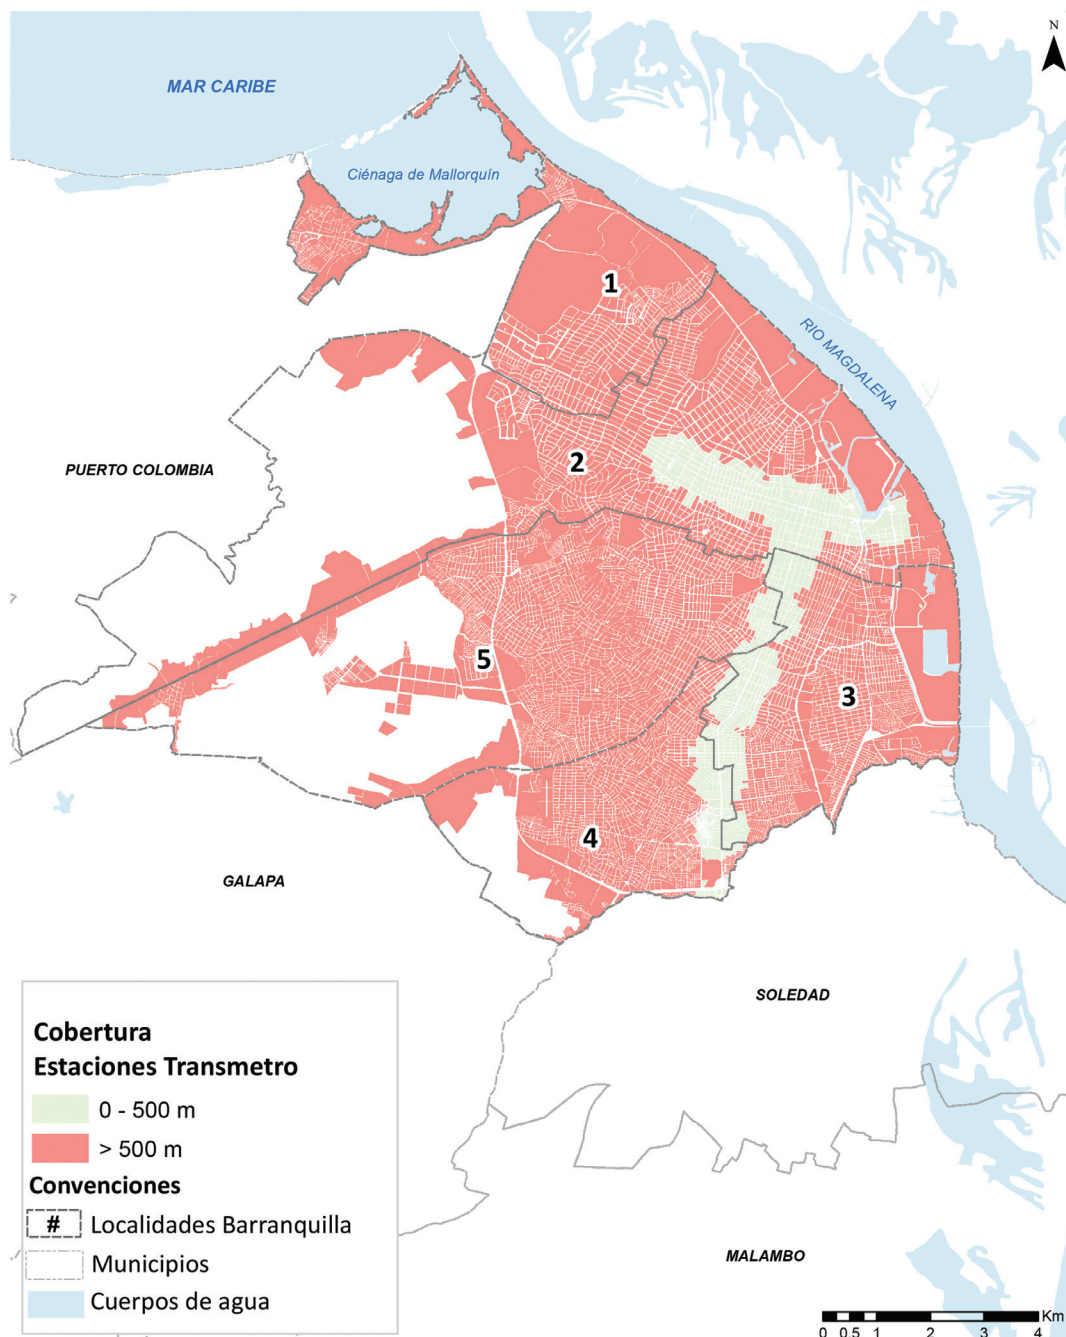 N
MAR CARIBE
Ciénaga de Mallorquín
1
RIO MAGDALENA
2
PUERTO COLOMBIA
5
3
4
GALAPA
SOLEDAD
Cobertura
Estaciones Transmetro
0 - 500 m
> 500 m
Convenciones
# Localidades Barranquilla
Municipios
Cuerpos de agua
MALAMBO
Km
0 0.5 1 2 3 4